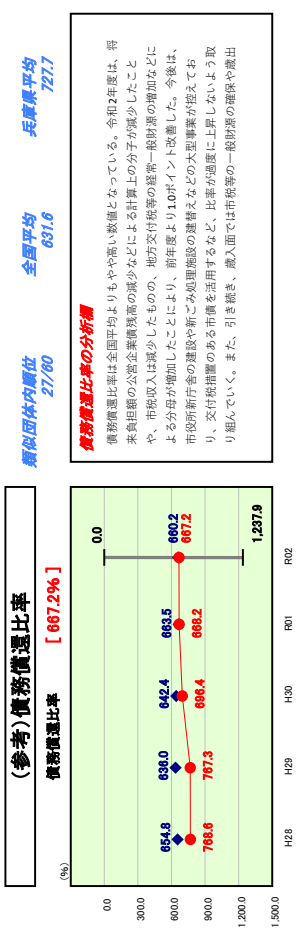 (参考)債務償還比率
債務償還比率
[ 667.2% ]
(%)
0.0
300.0
600.0
900.0
1,200.0
1,500.0
0.0
654.8
636.0
642.4
663.5
660.2
768.6
767.3
696.4
668.2
667.2
1,237.9
H28
H29
H30
R01
R02
類似団体内順位
27/60
全国平均
631.6
兵庫県平均
727.7
債務償還比率の分析欄
債務償還比率は全国平均よりもやや高い数値となっている。令和2年度は、将
来負担額の公営企業債残高の減少などによる計算上の分子が減少したこと
や、市税収入は減少したものの、地方交付税等の経常一般財源の増加などに
よる分母が増加したことにより、前年度より1.0ポイント改善した。今後は、
市役所新庁舎の建設や新ごみ処理施設の建替えなどの大型事業が控えてお
り、交付税措置のある市債を活用するなど、比率が過度に上昇しないよう取
り組んでいく。また、引き続き、歳入面では市税等の一般財源の確保や歳出